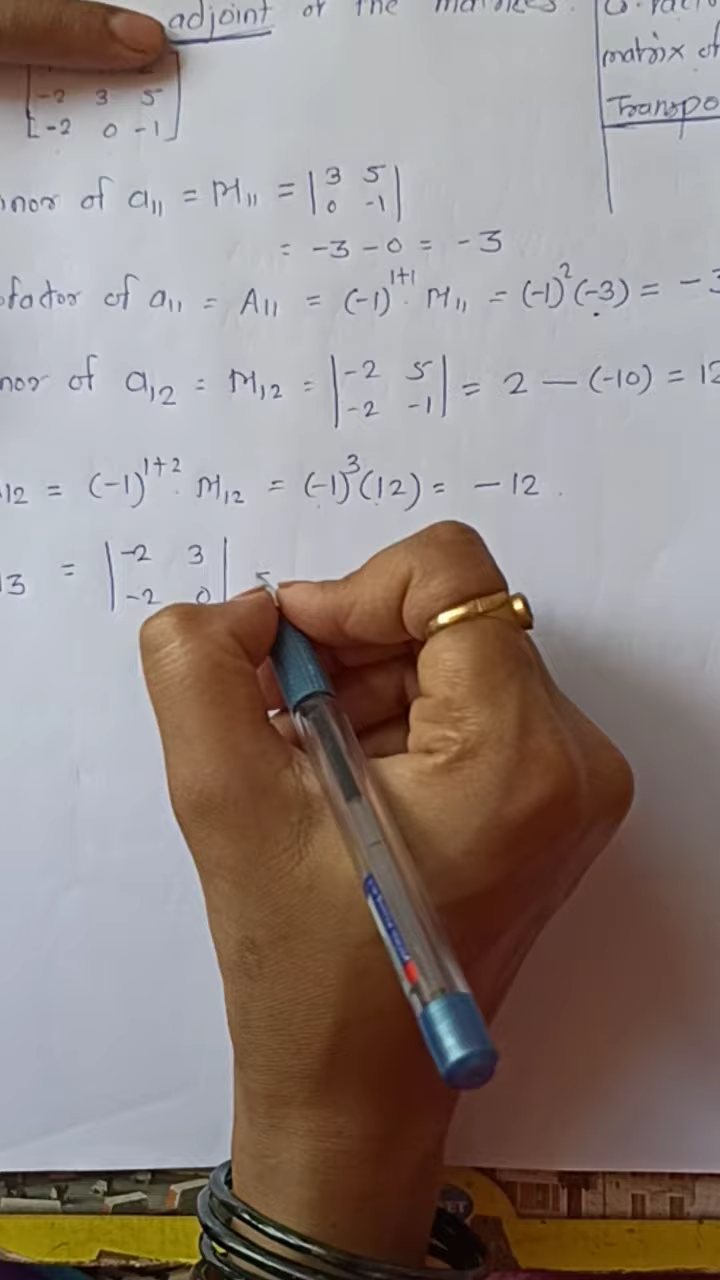 adjoint of the matrices.
matrix of
Transpo
-2 3 5
-2 0 -1
nor of a11 = M11 = | 3 5 |
| 0 -1 |
= -3 - 0 = -3
ofactor of a11 = A11 = (-1)^1+1 . M11 = (-1)^2 (-3) = -3
nor of a12 = M12 = | -2 5 | = 2 — (-10) = 12
| -2 -1 |
12 = (-1)^1+2 . M12 = (-1)^3 (12) = -12 .
13 = | -2 3 |
| -2 0 |